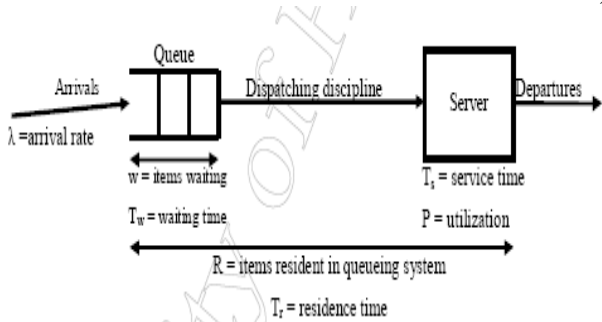 Queue
Arrivals
Dispatching discipline
Server
Departures
λ =arrival rate
w = items waiting
Tw = waiting time
Ts = service time
P = utilization
R = items resident in queueing system
Tr = residence time